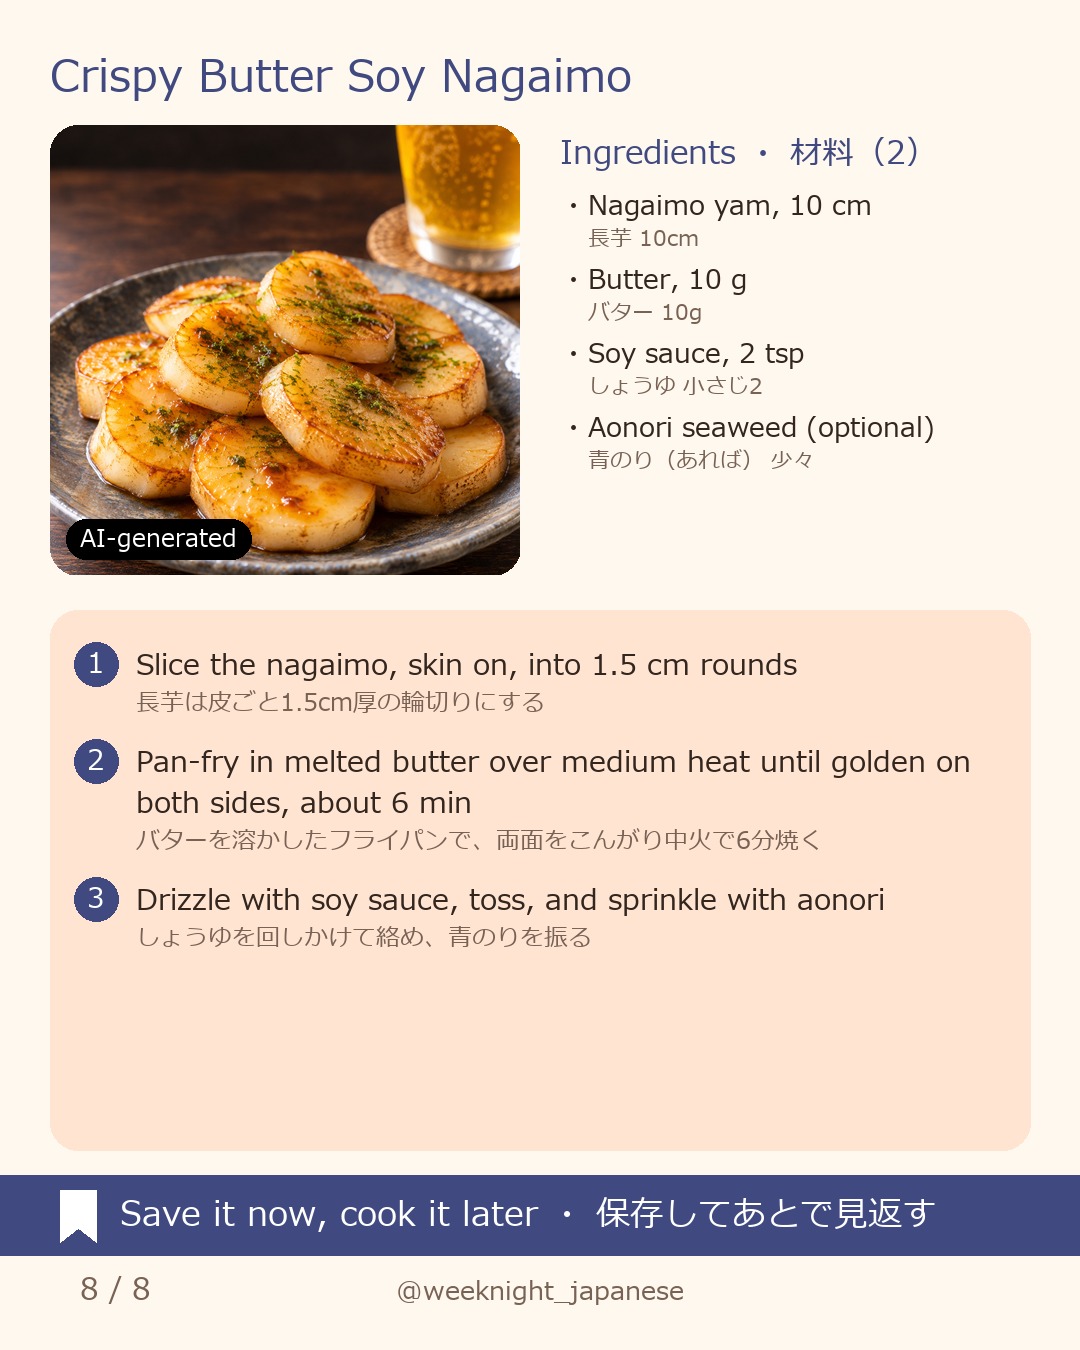 Crispy Butter Soy Nagaimo
AI-generated
Ingredients ・ 材料（2）
・Nagaimo yam, 10 cm
長芋 10cm
・Butter, 10 g
バター 10g
・Soy sauce, 2 tsp
しょうゆ 小さじ2
・Aonori seaweed (optional)
青のり（あれば） 少々
1 Slice the nagaimo, skin on, into 1.5 cm rounds
長芋は皮ごと1.5cm厚の輪切りにする
2 Pan-fry in melted butter over medium heat until golden on
both sides, about 6 min
バターを溶かしたフライパンで、両面をこんがり中火で6分焼く
3 Drizzle with soy sauce, toss, and sprinkle with aonori
しょうゆを回しかけて絡め、青のりを振る
Save it now, cook it later ・ 保存してあとで見返す
8 / 8
@weeknight_japanese